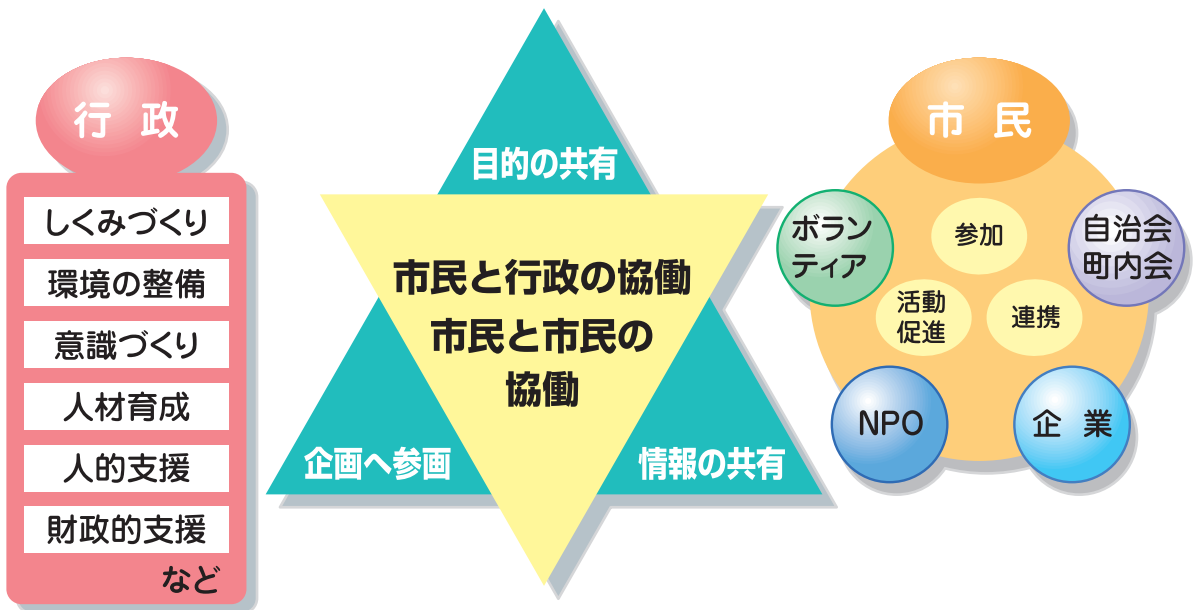 行 政
しくみづくり
環境の整備
意識づくり
人材育成
人的支援
財政的支援
など
目的の共有
市民と行政の協働
市民と市民の
協働
企画へ参画
情報の共有
市 民
ボラン
ティア
参加
自治会
町内会
活動
促進
連携
NPO
企 業